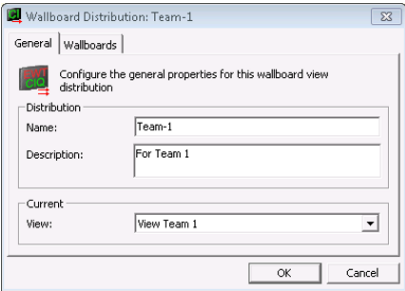 Wallboard Distribution: Team-1
General
Wallboards
Configure the general properties for this wallboard view
distribution
Distribution
Name:
Team-1
Description:
For Team 1
Current
View:
View Team 1
OK
Cancel